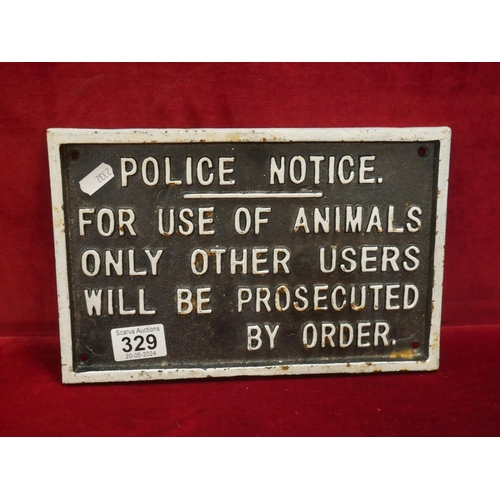 POLICE NOTICE.
FOR USE OF ANIMALS
ONLY OTHER USERS
WILL BE PROSECUTED
BY ORDER.
Scarva Auctions
329
20-05-2024